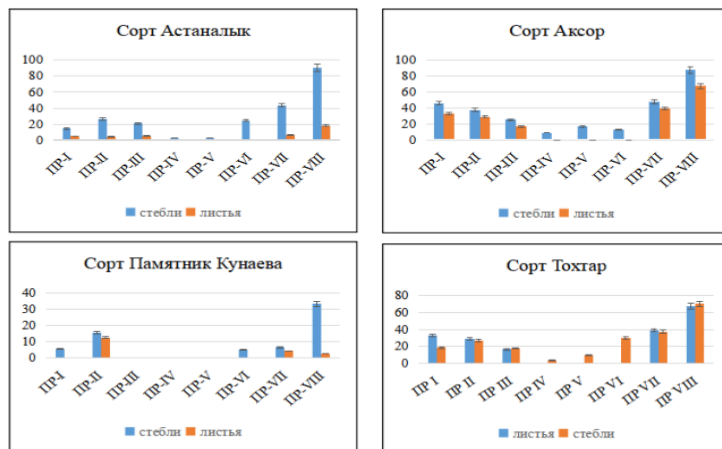 Сорт Астаналык
100
80
60
40
20
0
ПР-I ПР-II ПР-III ПР-IV ПР-V ПР-VI ПР-VII ПР-VIII
стебли листья
Сорт Аксор
100
80
60
40
20
0
ПР-I ПР-II ПР-III ПР-IV ПР-V ПР-VI ПР-VII ПР-VIII
стебли листья
Сорт Памятник Кунаева
40
30
20
10
0
ПР-I ПР-II ПР-III ПР-IV ПР-V ПР-VI ПР-VII ПР-VIII
стебли листья
Сорт Тохтар
80
60
40
20
0
ПР I ПР II ПР III ПР IV ПР V ПР VI ПР VII ПР VIII
листья стебли